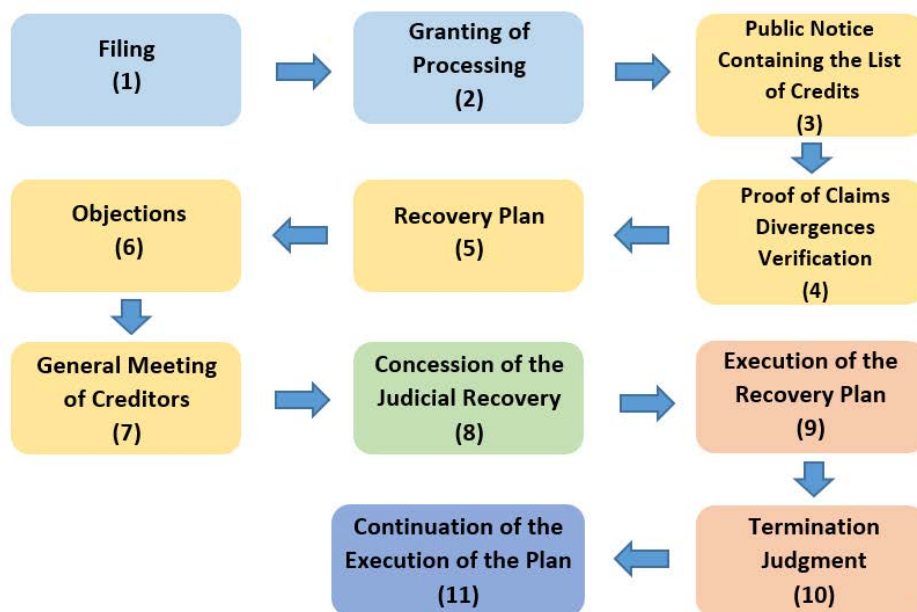 Filing
(1)
Granting of
Processing
(2)
Public Notice
Containing the List
of Credits
(3)
Proof of Claims
Divergences
Verification
(4)
Recovery Plan
(5)
Objections
(6)
General Meeting
of Creditors
(7)
Concession of the
Judicial Recovery
(8)
Execution of the
Recovery Plan
(9)
Termination
Judgment
(10)
Continuation of the
Execution of the Plan
(11)